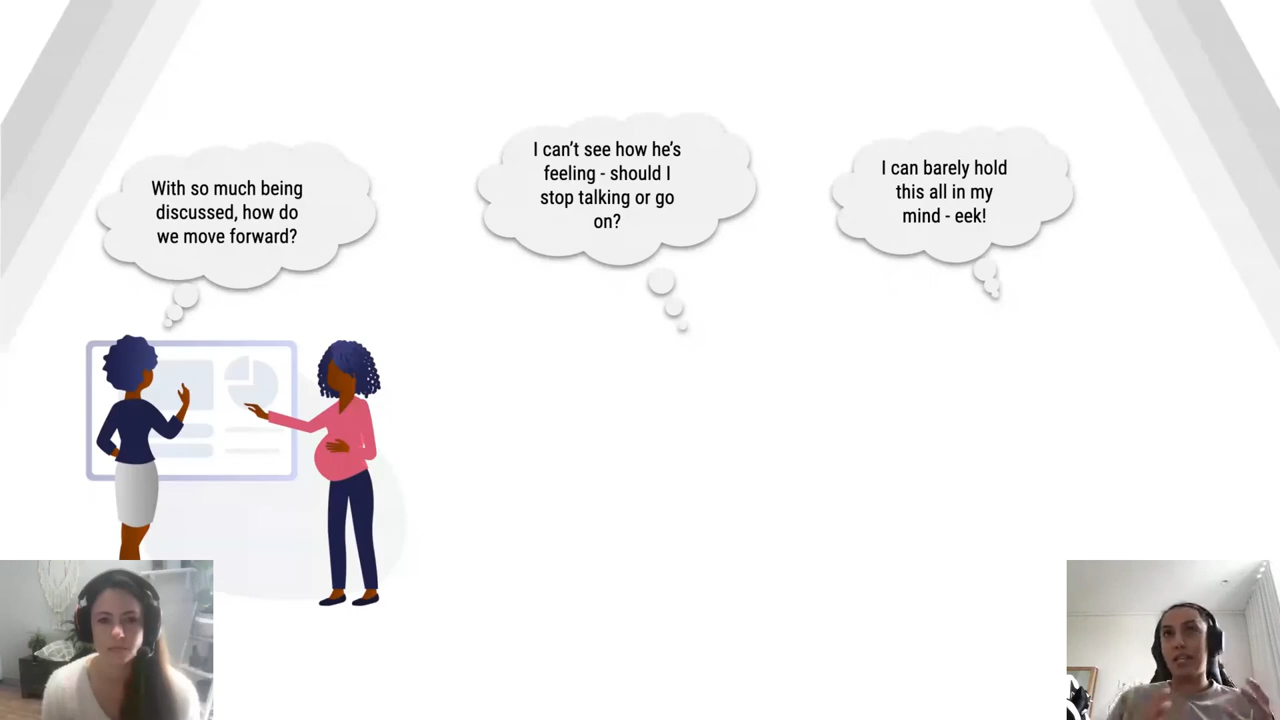 With so much being
discussed, how do
we move forward?
I can’t see how he’s
feeling - should I
stop talking or go
on?
I can barely hold
this all in my
mind - eek!